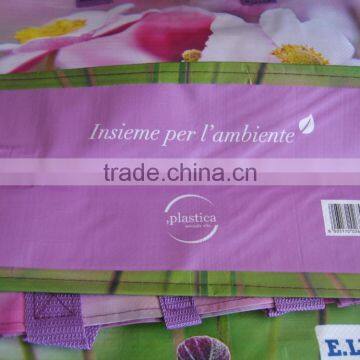 Insieme per l'ambiente
trade.china.cn
plastica
E.L